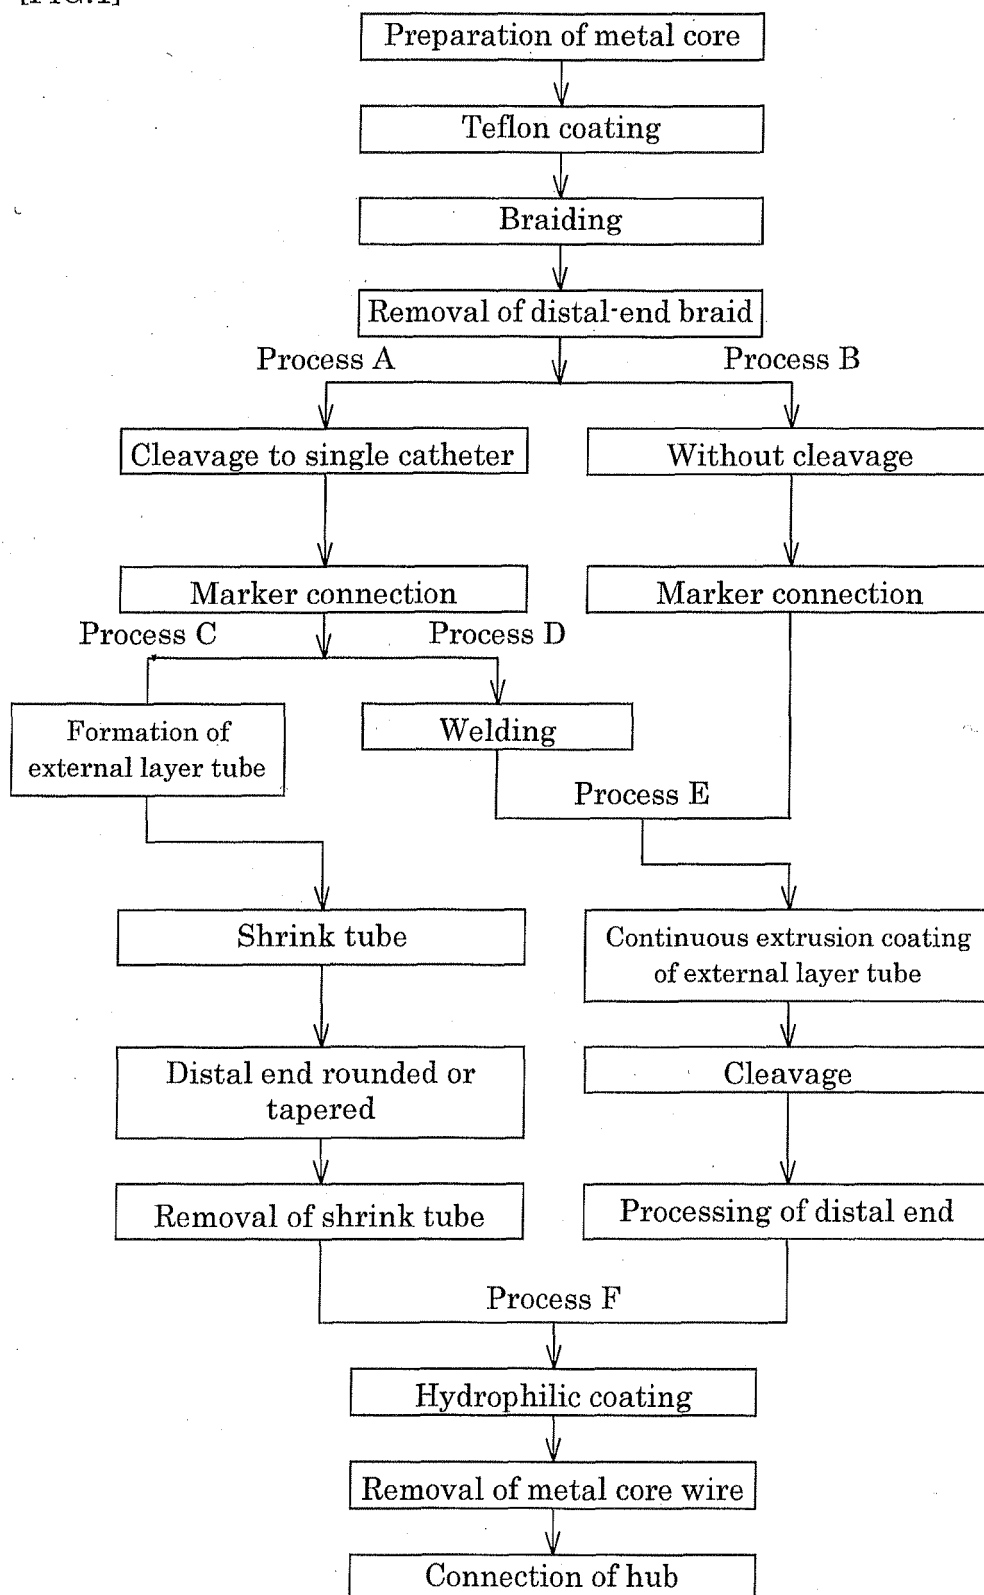 [FIG.1]
Preparation of metal core
Teflon coating
Braiding
Removal of distal-end braid
Process A
Process B
Cleavage to single catheter
Without cleavage
Marker connection
Marker connection
Process C
Process D
Formation of
external layer tube
Welding
Process E
Shrink tube
Continuous extrusion coating
of external layer tube
Distal end rounded or
tapered
Cleavage
Removal of shrink tube
Processing of distal end
Process F
Hydrophilic coating
Removal of metal core wire
Connection of hub